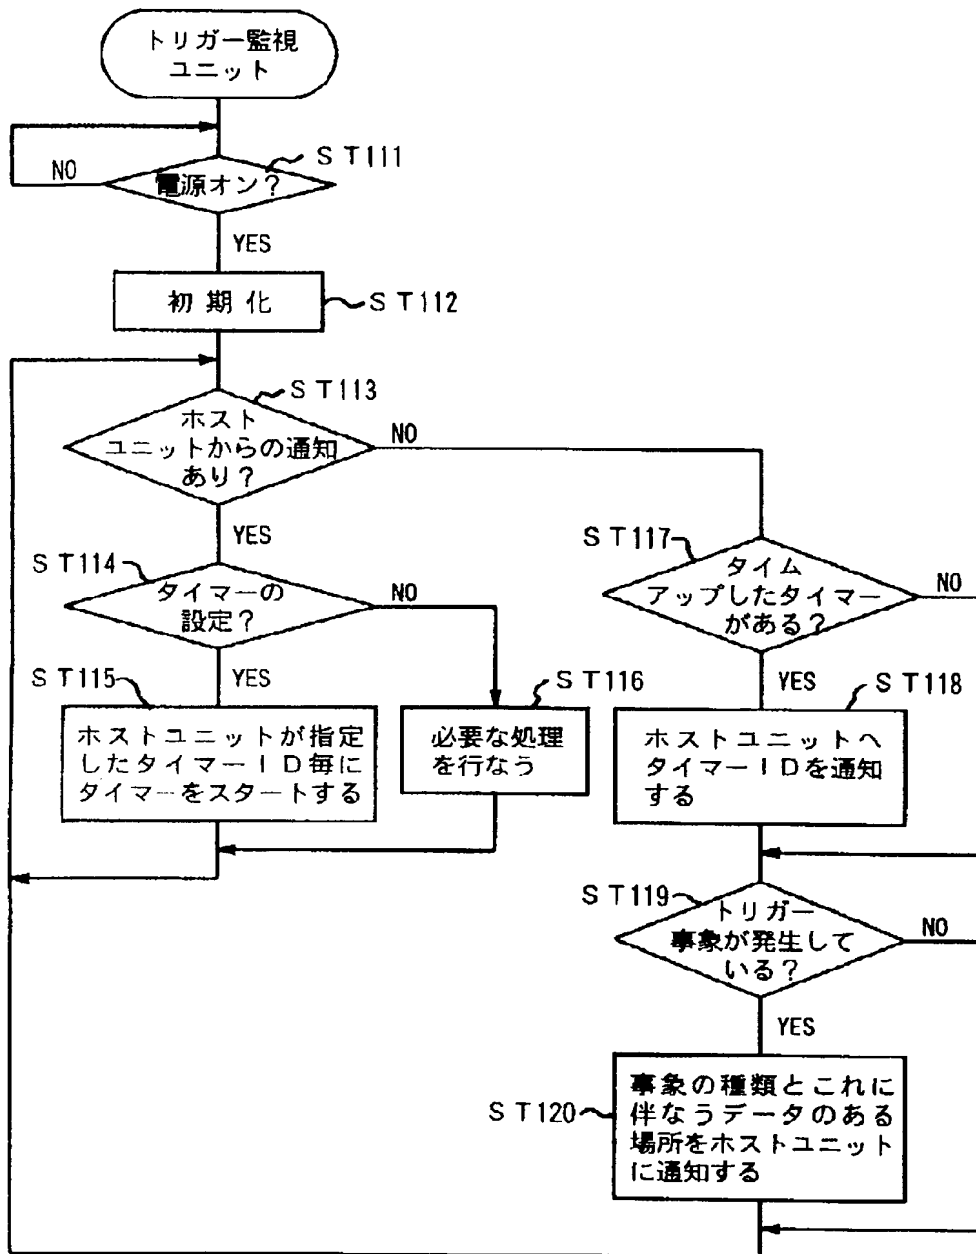 トリガー監視
ユニット
ST111
NO
電源オン?
YES
初期化
ST112
ST113
ホスト
ユニットからの通知
あり?
NO
YES
ST114
タイマーの
設定?
NO
YES
ST115
ホストユニットが指定
したタイマーID毎に
タイマーをスタートする
ST116
必要な処理
を行なう
ST117
タイム
アップしたタイマー
がある?
NO
YES
ST118
ホストユニットへ
タイマーIDを通知
する
ST119
トリガー
事象が発生して
いる?
NO
YES
ST120
事象の種類とこれに
伴なうデータのある
場所をホストユニット
に通知する